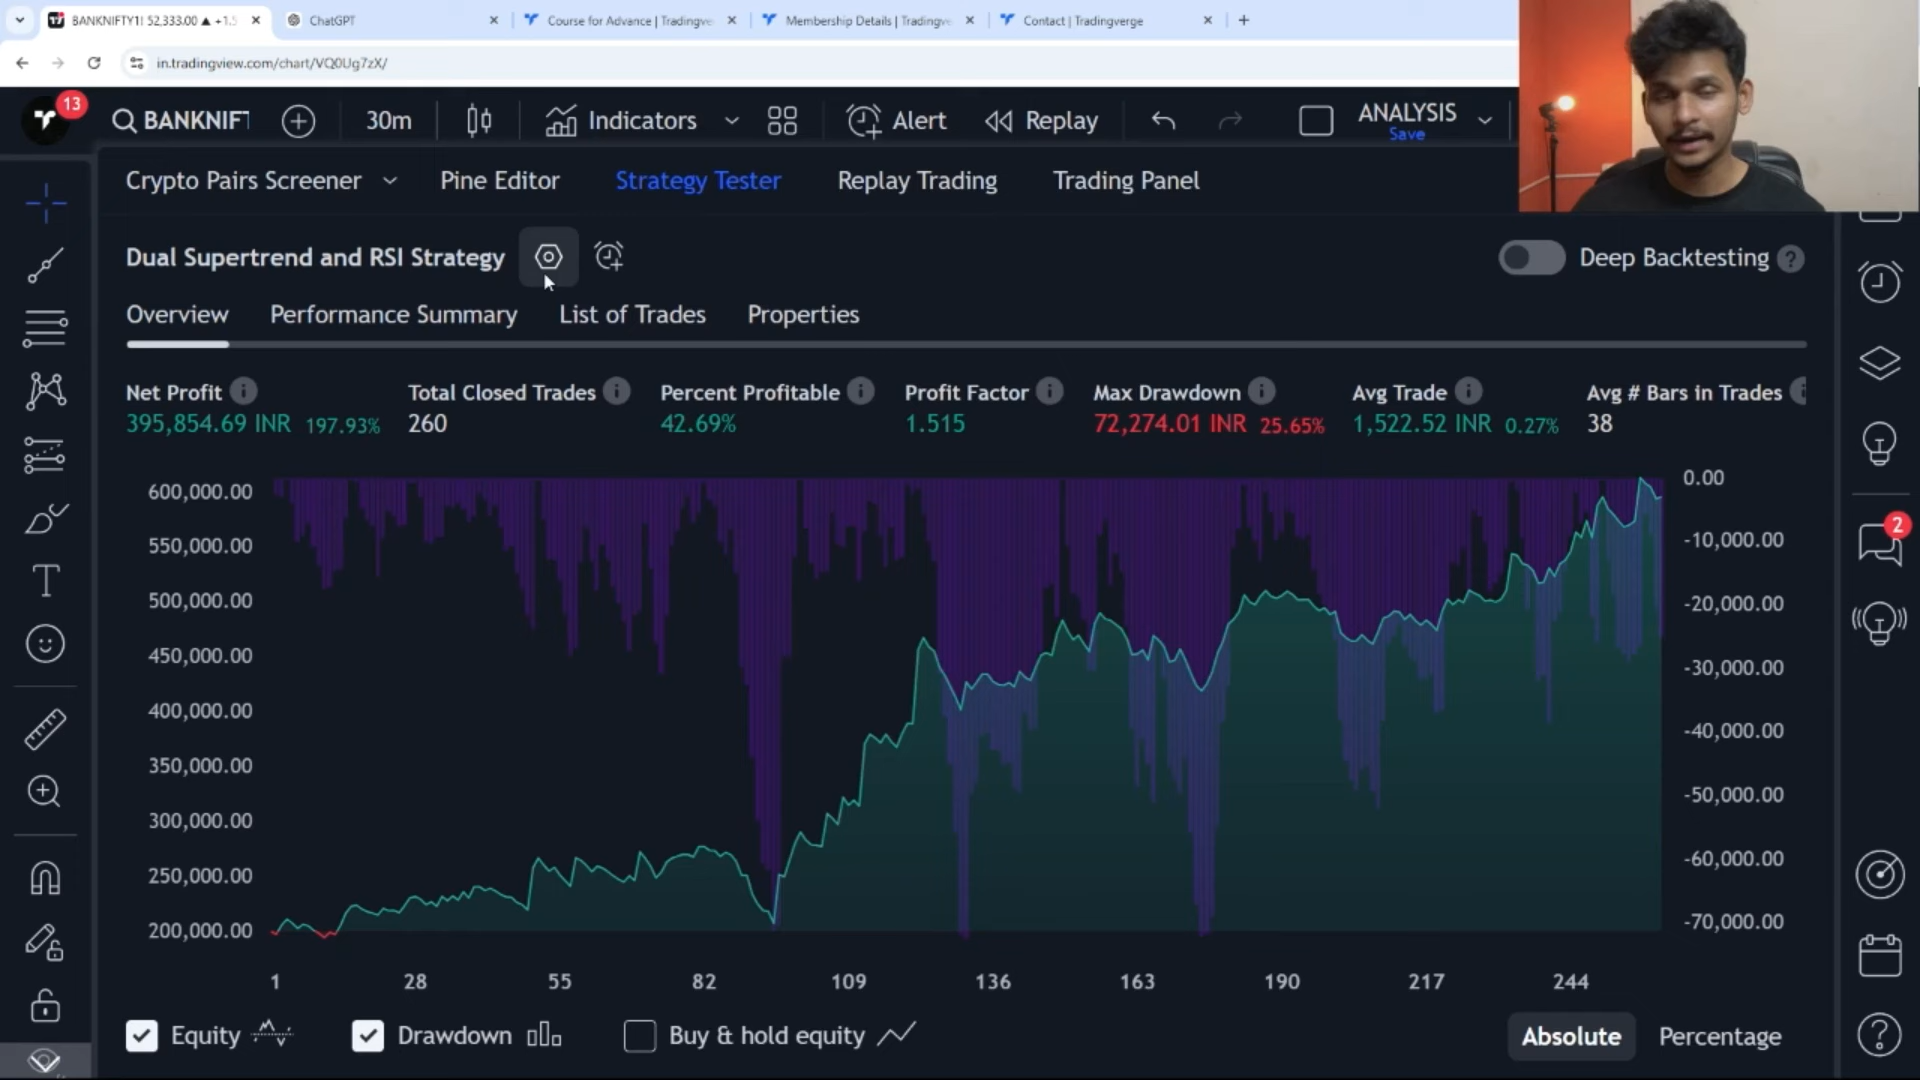 BANKNIFTY1! 52,333.00 ▲ +1.5
ChatGPT
Course for Advance | Tradingve
Membership Details | Tradingve
Contact | Tradingverge
in.tradingview.com/chart/VQ0Ug7zX/
13
BANKNIFT
30m
Indicators
Alert
Replay
ANALYSIS
Save
Crypto Pairs Screener
Pine Editor
Strategy Tester
Replay Trading
Trading Panel
Dual Supertrend and RSI Strategy
Deep Backtesting
Overview
Performance Summary
List of Trades
Properties
Net Profit
395,854.69 INR 197.93%
Total Closed Trades
260
Percent Profitable
42.69%
Profit Factor
1.515
Max Drawdown
72,274.01 INR 25.65%
Avg Trade
1,522.52 INR 0.27%
Avg # Bars in Trades
38
600,000.00
550,000.00
500,000.00
450,000.00
400,000.00
350,000.00
300,000.00
250,000.00
200,000.00
0.00
-10,000.00
-20,000.00
-30,000.00
-40,000.00
-50,000.00
-60,000.00
-70,000.00
2
1 28 55 82 109 136 163 190 217 244
Equity
Drawdown
Buy & hold equity
Absolute
Percentage